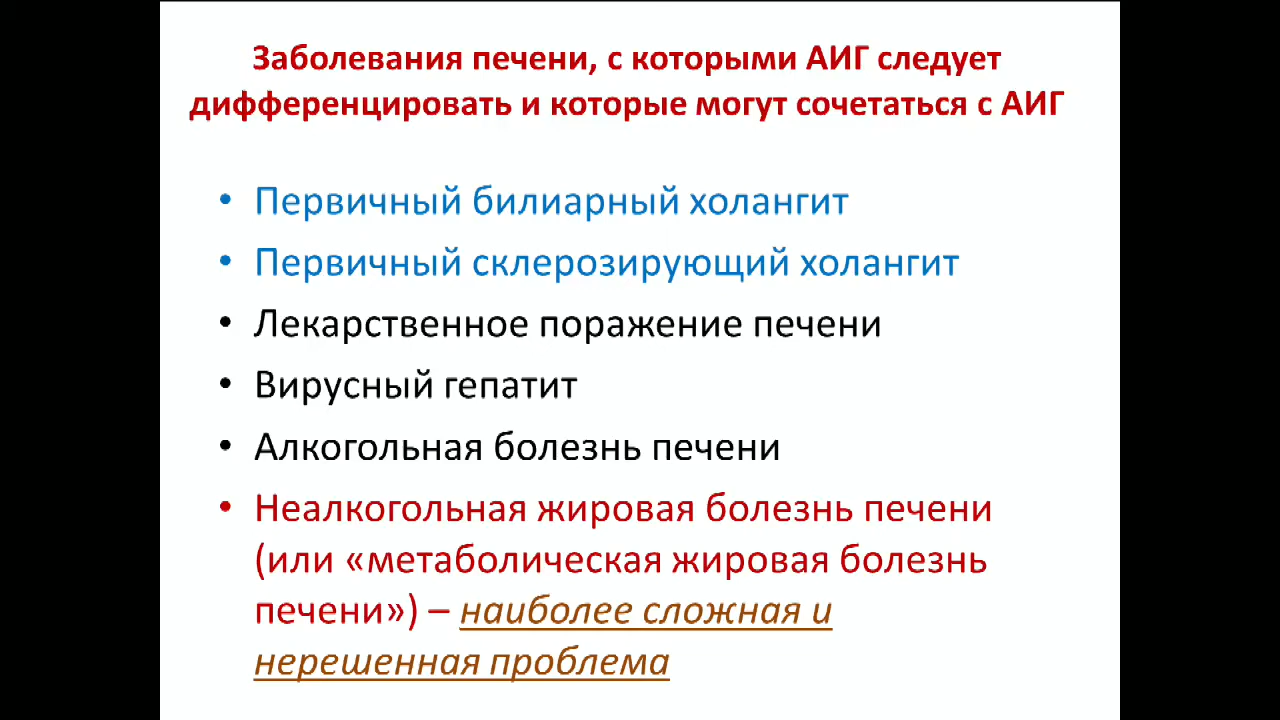 Заболевания печени, с которыми АИГ следует
дифференцировать и которые могут сочетаться с АИГ
• Первичный билиарный холангит
• Первичный склерозирующий холангит
• Лекарственное поражение печени
• Вирусный гепатит
• Алкогольная болезнь печени
• Неалкогольная жировая болезнь печени
(или «метаболическая жировая болезнь
печени») – наиболее сложная и
нерешенная проблема